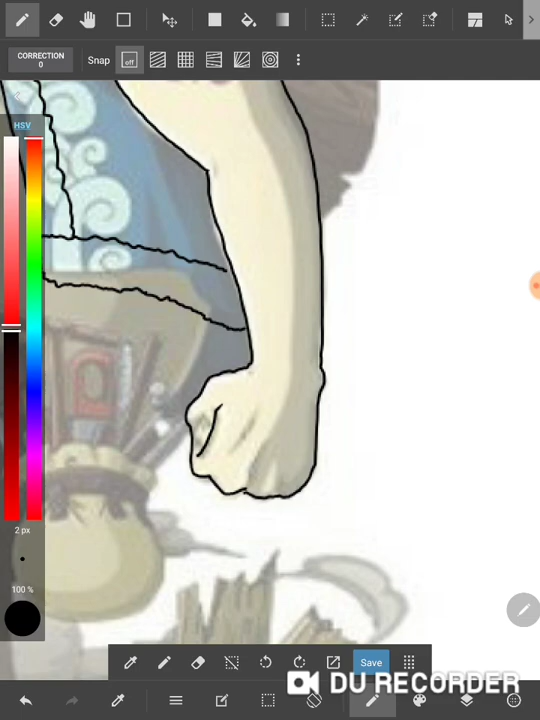 CORRECTION
0
Snap
off
HSV
2 px
100 %
Save
DU RECORDER